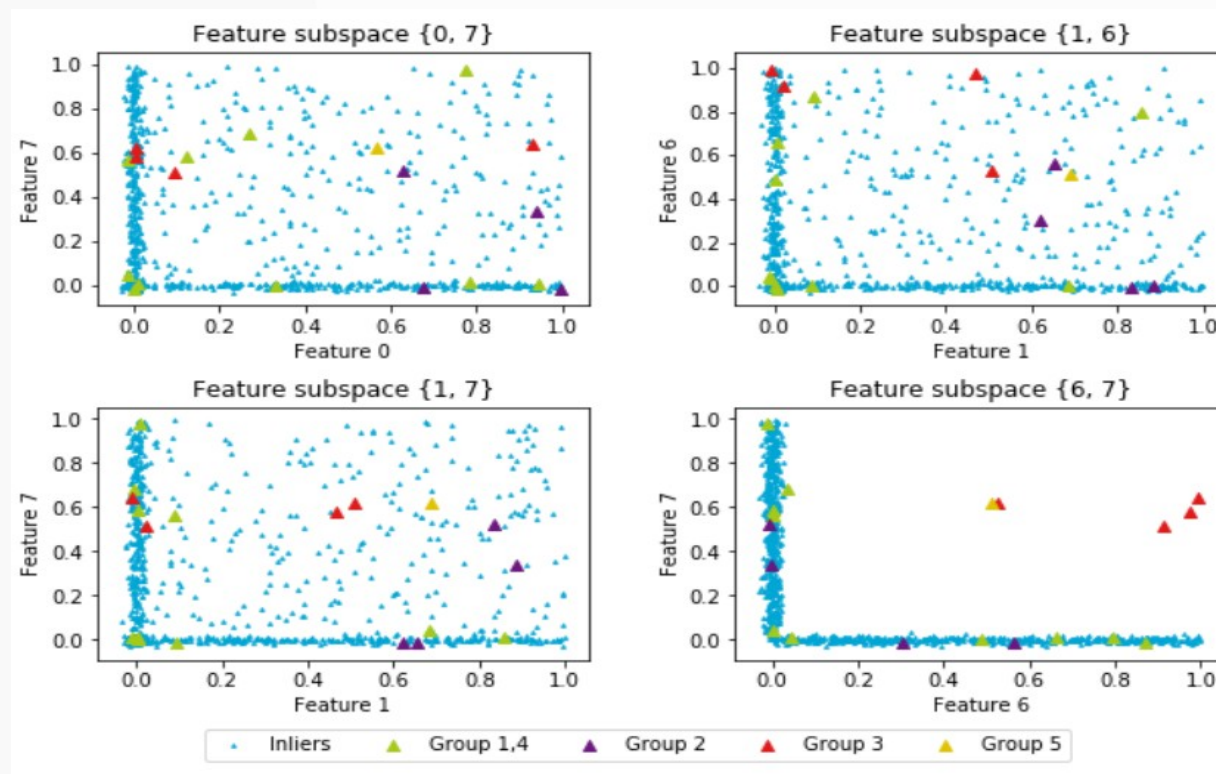 Feature subspace {0, 7}
Feature 7
1.0
0.8
0.6
0.4
0.2
0.0
0.0 0.2 0.4 0.6 0.8 1.0
Feature 0
Feature subspace {1, 6}
Feature 6
1.0
0.8
0.6
0.4
0.2
0.0
0.0 0.2 0.4 0.6 0.8 1.0
Feature 1
Feature subspace {1, 7}
Feature 7
1.0
0.8
0.6
0.4
0.2
0.0
0.0 0.2 0.4 0.6 0.8 1.0
Feature 1
Feature subspace {6, 7}
Feature 7
1.0
0.8
0.6
0.4
0.2
0.0
0.0 0.2 0.4 0.6 0.8 1.0
Feature 6
Inliers Group 1,4 Group 2 Group 3 Group 5